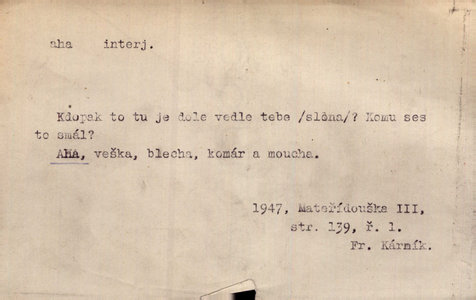 aha interj.
Kdopak to tu je dole vedle tebe /slona/? Komu ses
to smál?
AHA, veška, blecha, komár a moucha.
1947, Mateřídouška III,
str. 139, ř. 1.
Fr. Kárník.